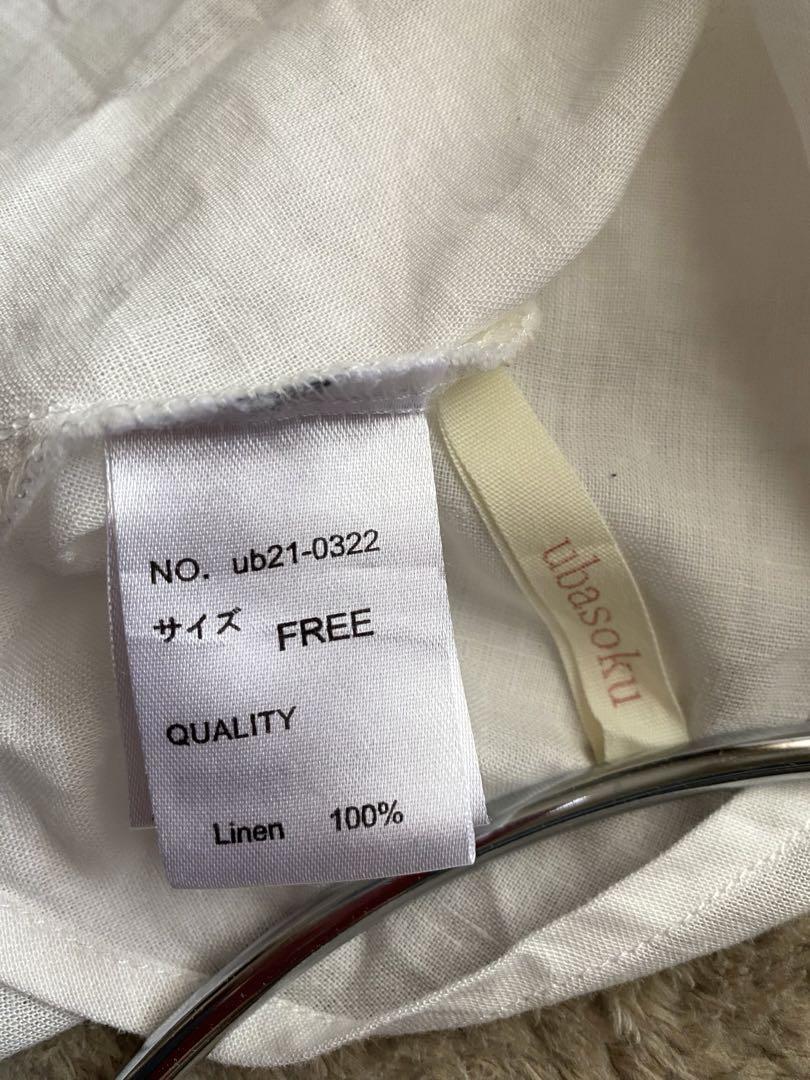 NO. ub21-0322
サイズ FREE
QUALITY
Linen 100%
ubasoku